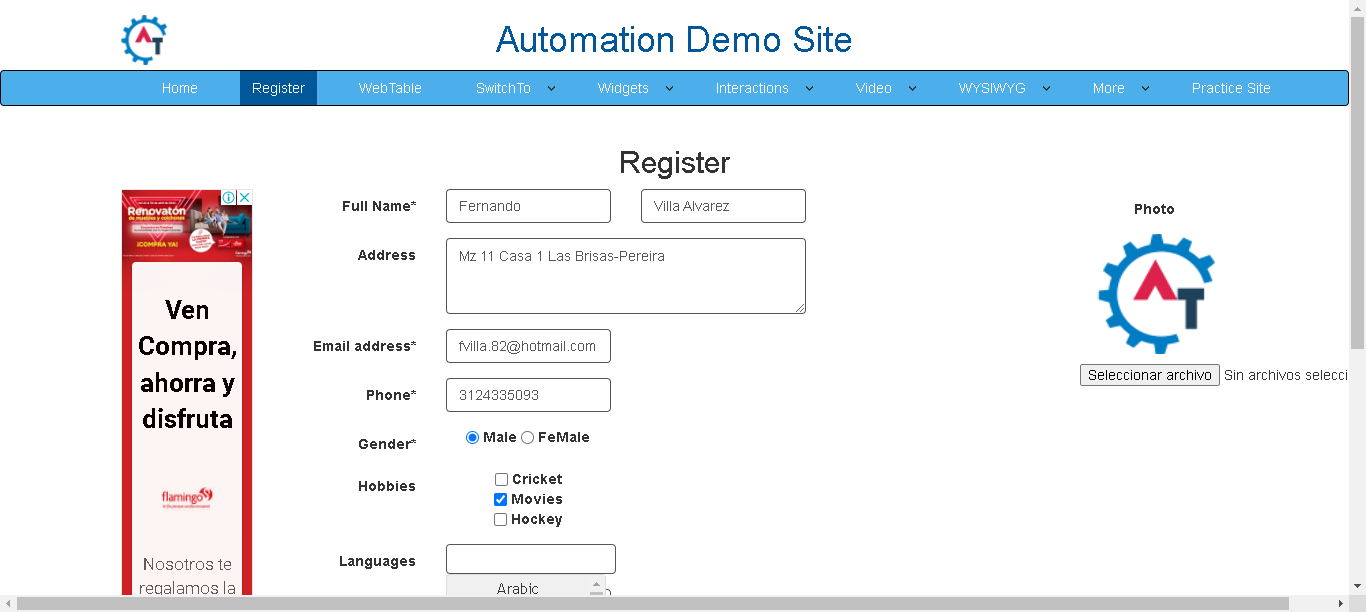 Automation Demo Site
Home Register WebTable SwitchTo Widgets Interactions Video WYSIWYG More Practice Site
Register
Renovatón
de muebles y colchones
¡COMPRA YA!
Ven
Compra,
ahorra y
disfruta
flamingo
Nosotros te
regalamos la
Full Name* Fernando Villa Alvarez
Address Mz 11 Casa 1 Las Brisas-Pereira
Email address* fvilla.82@hotmail.com
Phone* 3124335093
Gender* Male FeMale
Hobbies
Cricket
Movies
Hockey
Languages
Arabic
Photo
AT
Seleccionar archivo Sin archivos selecci